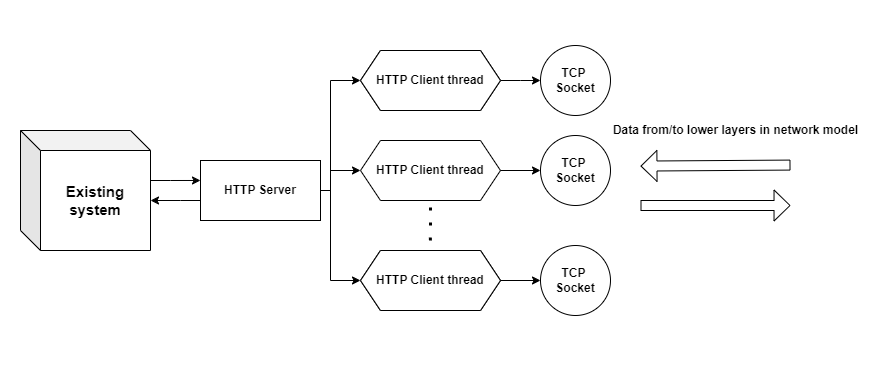 HTTP Client thread
TCP
Socket
Data from/to lower layers in network model
HTTP Client thread
TCP
Socket
Existing
system
HTTP Server
HTTP Client thread
TCP
Socket